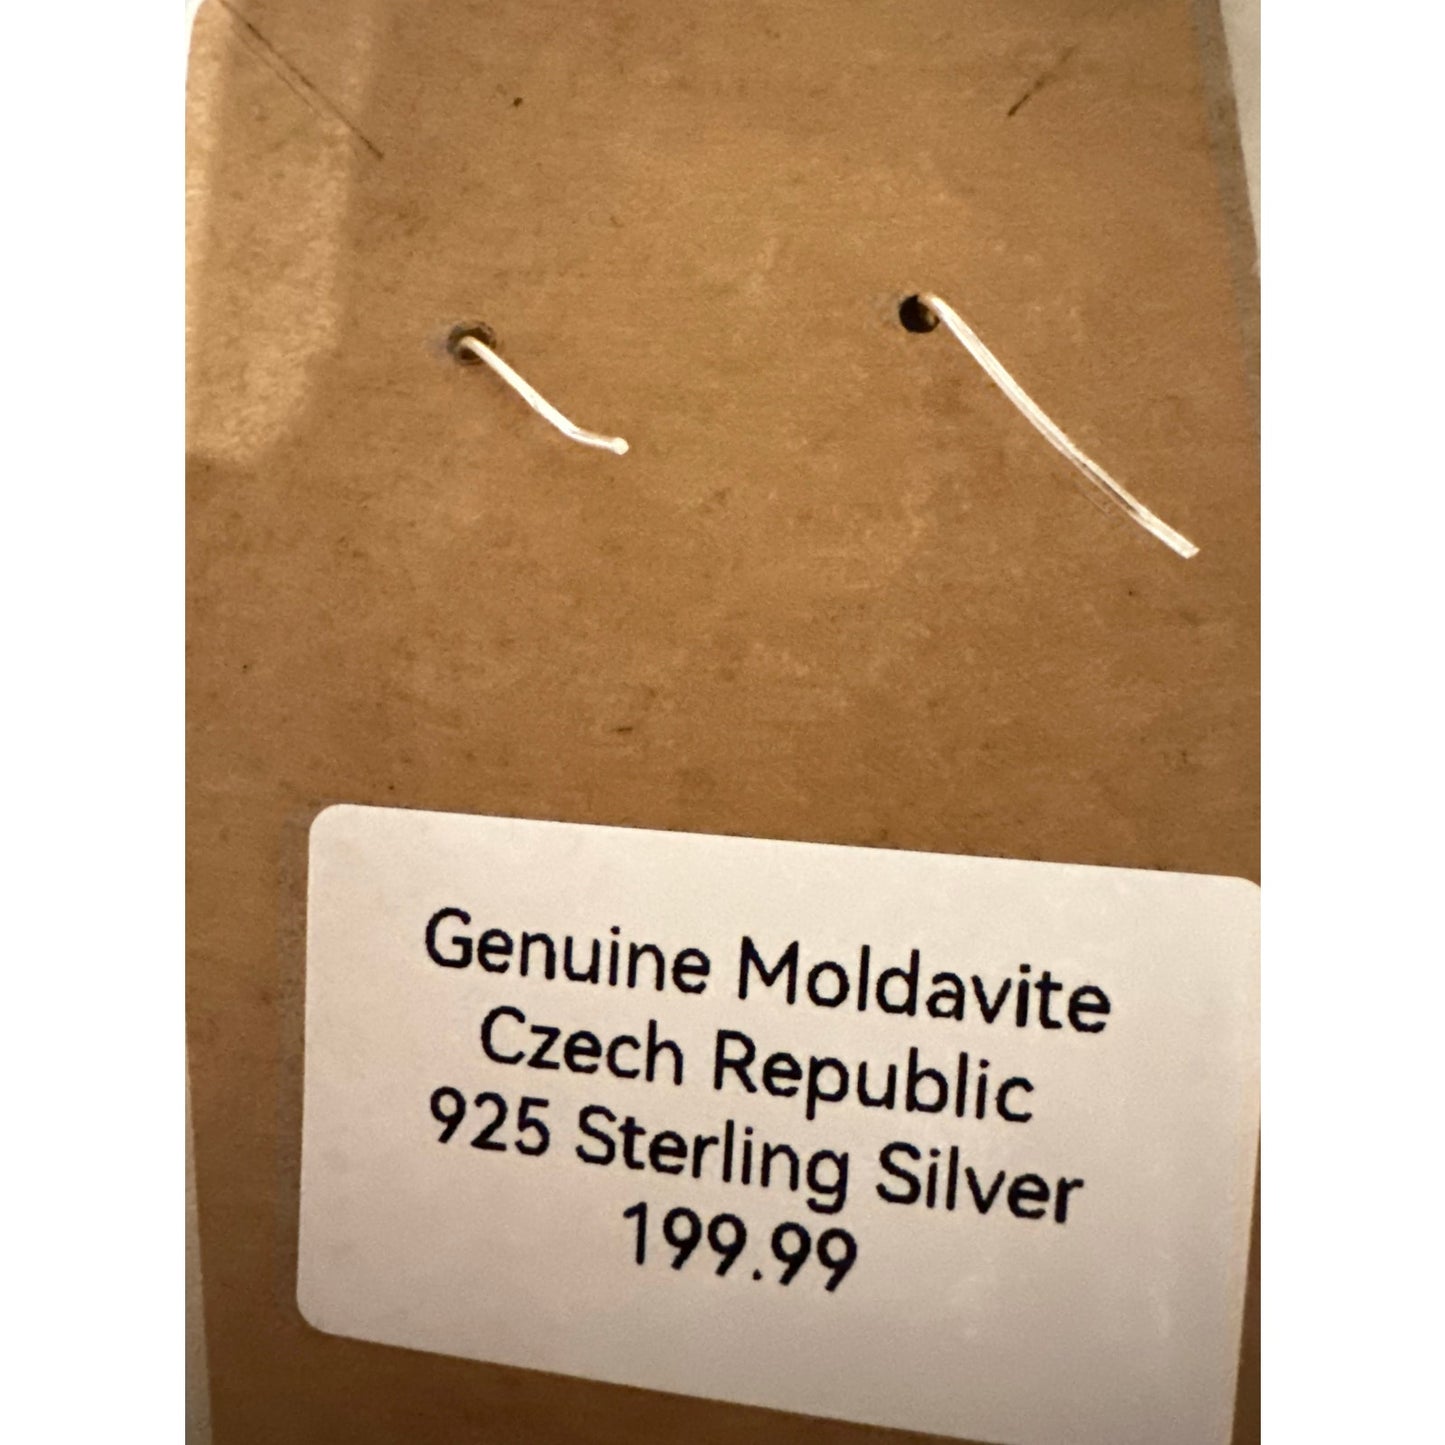 Genuine Moldavite
Czech Republic
925 Sterling Silver
199.99